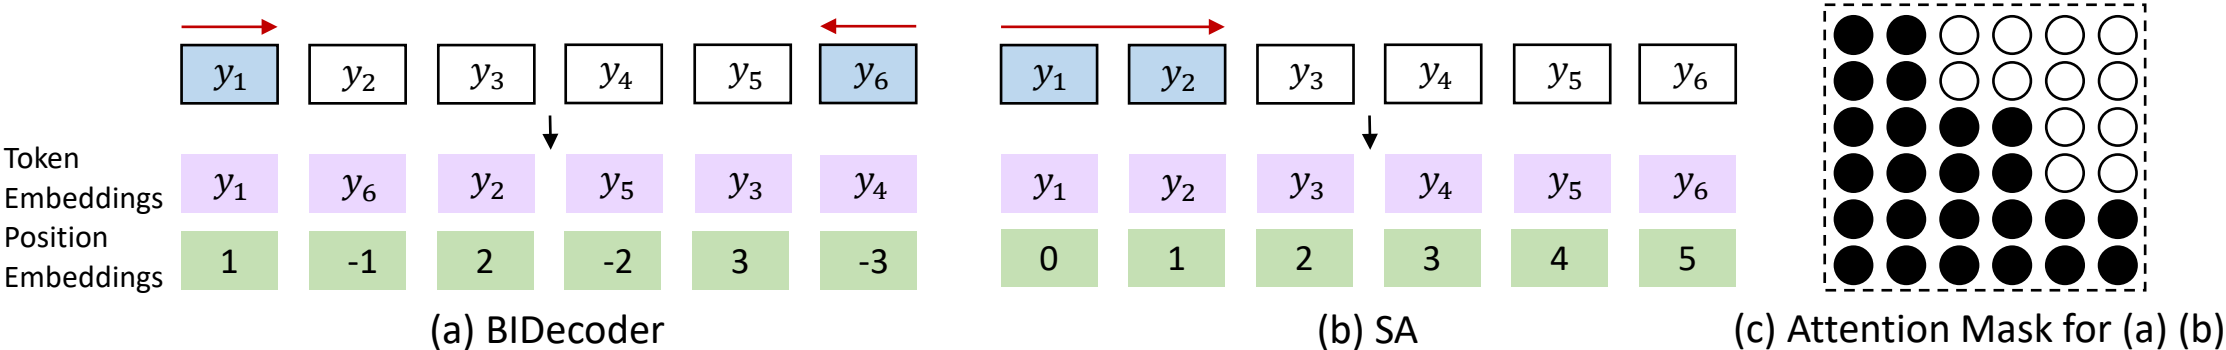 y₁ y₂ y₃ y₄ y₅ y₆ y₁ y₂ y₃ y₄ y₅ y₆
Token
Embeddings
y₁ y₆ y₂ y₅ y₃ y₄ y₁ y₂ y₃ y₄ y₅ y₆
Position
Embeddings
1 -1 2 -2 3 -3 0 1 2 3 4 5
(a) BIDecoder (b) SA (c) Attention Mask for (a) (b)